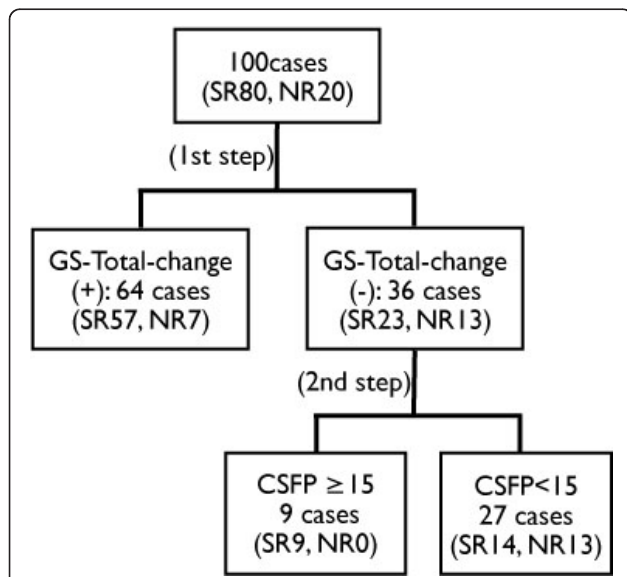 100cases
(SR80, NR20)
(1st step)
GS-Total-change
(+): 64 cases
(SR57, NR7)
GS-Total-change
(-): 36 cases
(SR23, NR13)
(2nd step)
CSFP ≥15
9 cases
(SR9, NR0)
CSFP<15
27 cases
(SR14, NR13)